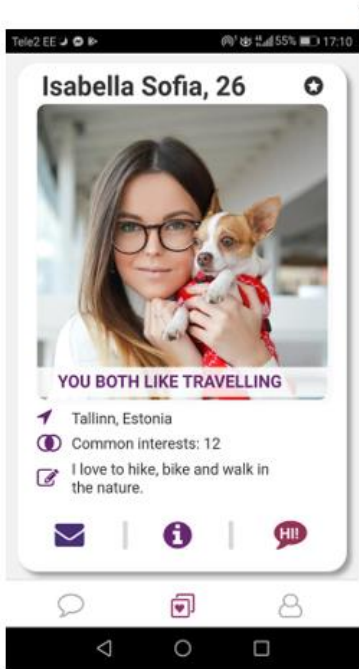 Tele2 EE 55% 17:10
Isabella Sofia, 26
YOU BOTH LIKE TRAVELLING
Tallinn, Estonia
Common interests: 12
I love to hike, bike and walk in
the nature.
HI!